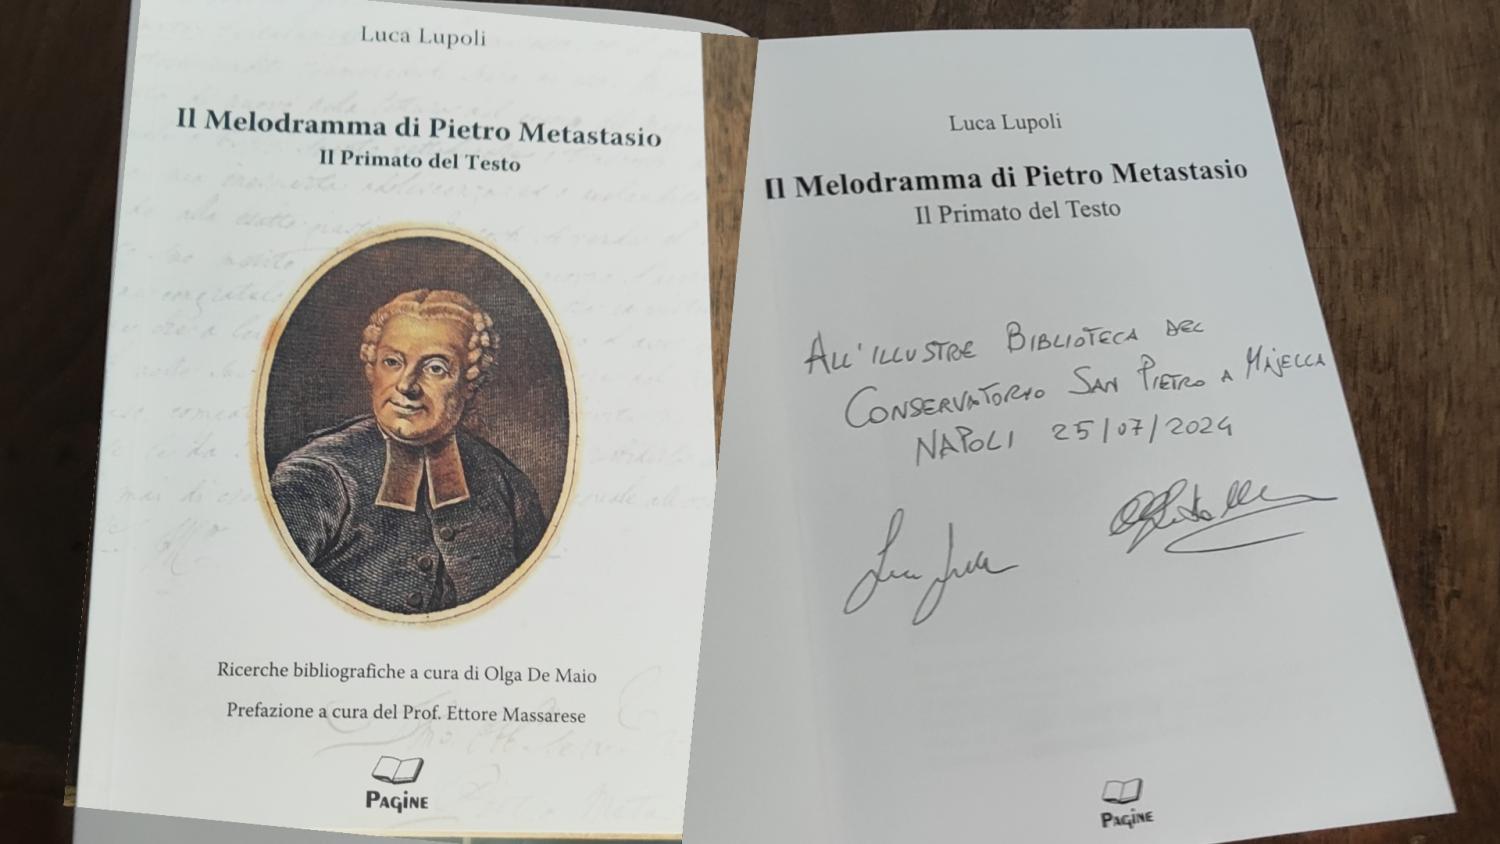 Luca Lupoli
Il Melodramma di Pietro Metastasio
Il Primato del Testo
Ricerche bibliografiche a cura di Olga De Maio
Prefazione a cura del Prof. Ettore Massarese
PAGINE
Luca Lupoli
Il Melodramma di Pietro Metastasio
Il Primato del Testo
ALL'ILLUSTRE BIBLIOTECA DEL
CONSERVATORIO SAN PIETRO A MAJELLA
NAPOLI 25/07/2024
PAGINE